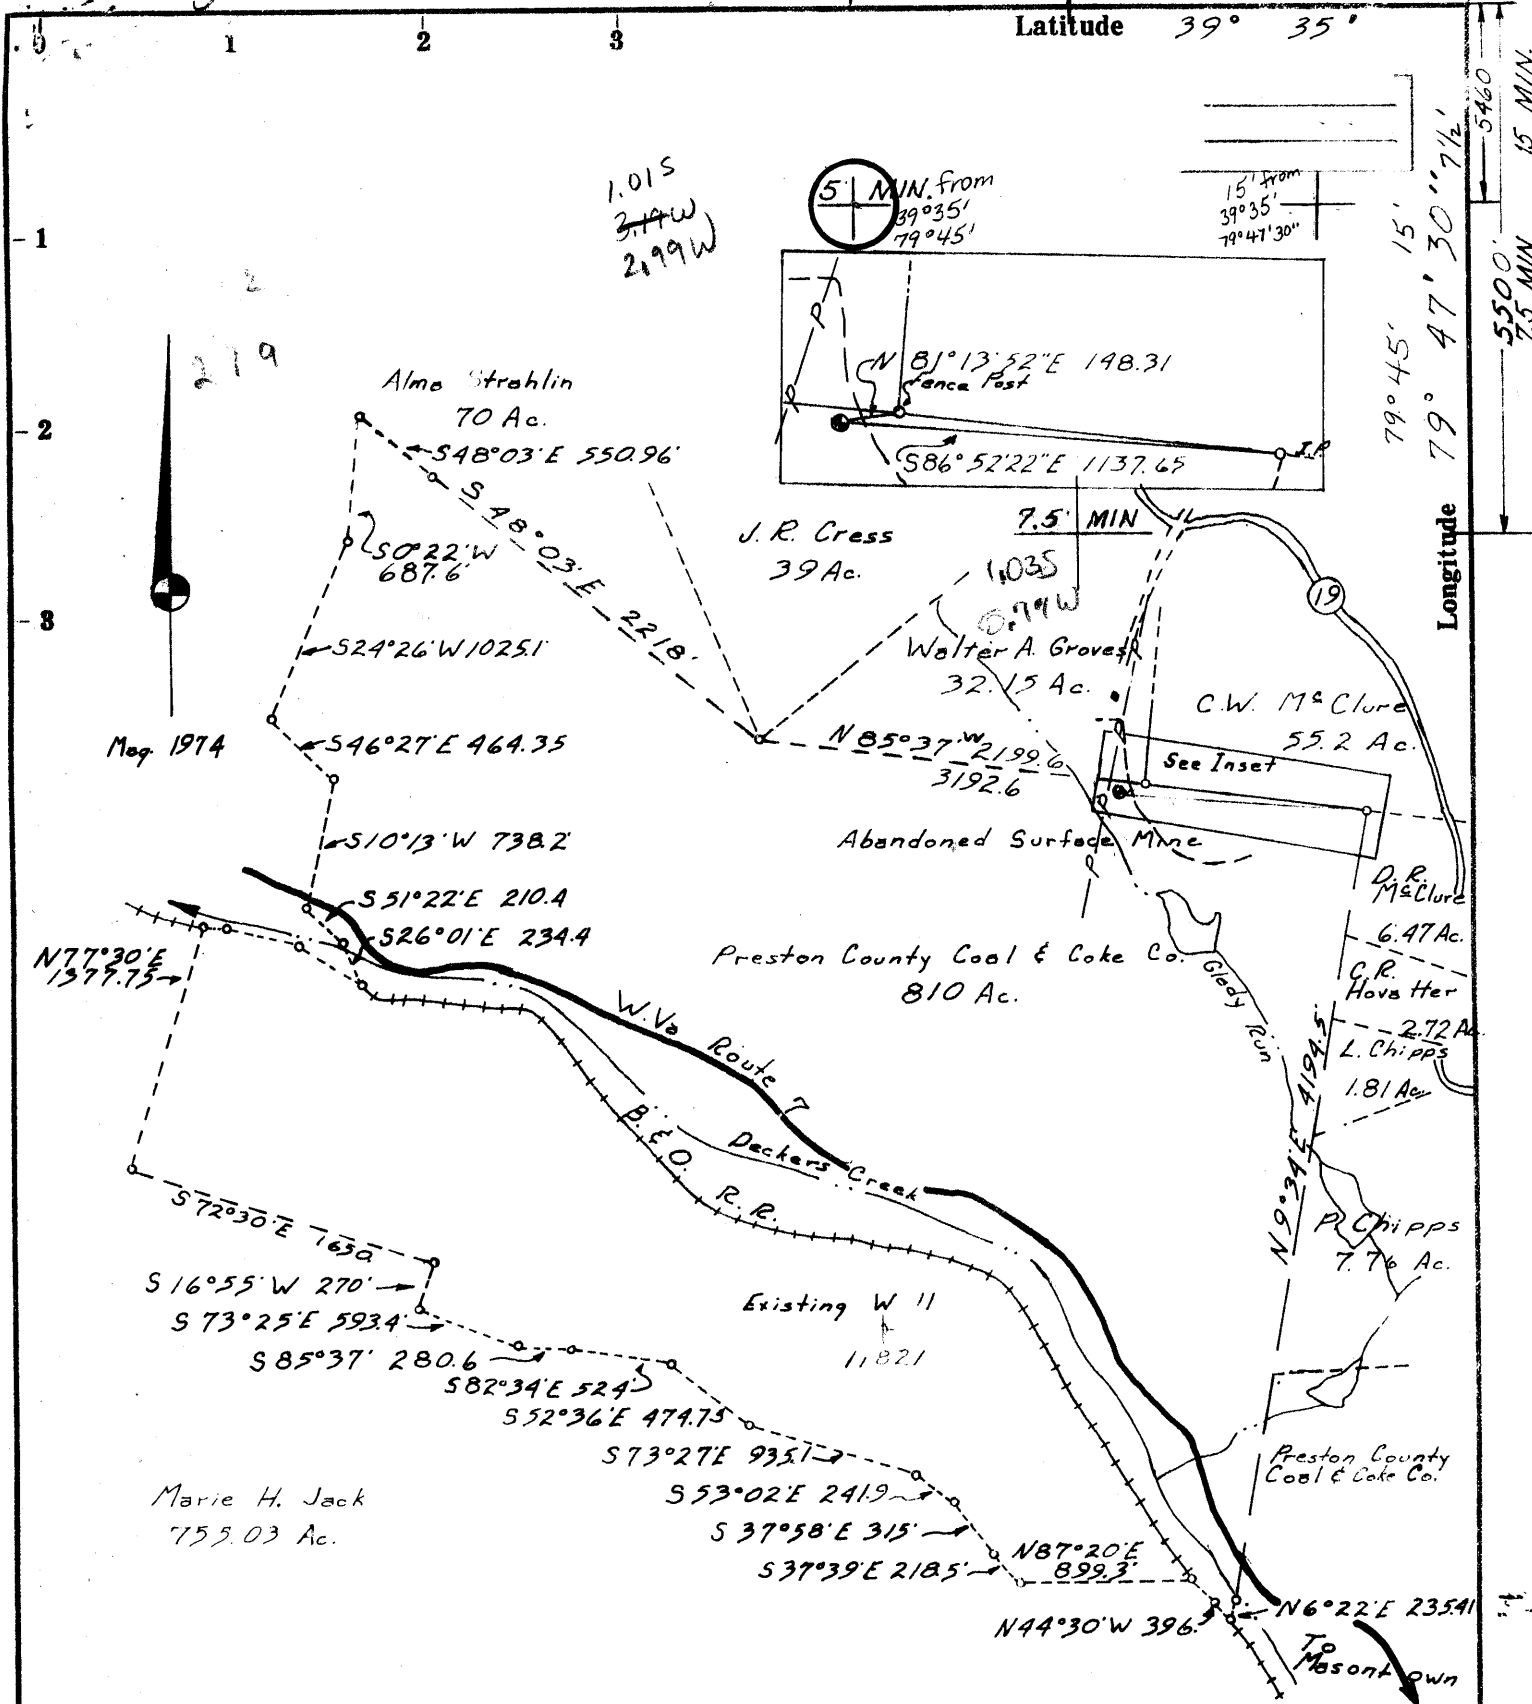 Latitude 39° 35'
0 1 2 3
- 1
- 2
- 3
5460
15 MIN.
5500'
7.5 MIN
79° 45' 15'
79° 47' 30" 7½'
Longitude
1.01S
3.19W
2.99W
5' MIN. from
39°35'
79°45'
15' from
39°35'
79°47'30"
2
219
N 81°13'52"E 148.31
Fence Post
S86°52'22"E 1137.65
I.P.
P
P
7.5' MIN
1.03S
0.79W
19
Alma Strahlin
70 Ac.
S48°03'E 550.96'
S 48°03'E 2218'
S0°22'W
687.6'
S24°26'W 1025.1'
S46°27'E 464.35
S10°13'W 738.2'
S51°22'E 210.4
S26°01'E 234.4
N77°30'E
1377.75
Mag. 1974
J. R. Cress
39 Ac.
Walter A. Groves
32.15 Ac.
C.W. McClure
55.2 Ac.
See Inset
N 85°37'W 2199.6
3192.6
Abandoned Surface Mine
P
P
P
P
D. R.
McClure
6.47 Ac.
C.R.
Hovatter
2.72 Ac.
L. Chipps
1.81 Ac.
Preston County Coal & Coke Co.
810 Ac.
Glady Run
N 9°34'E 4194.5
W.Va Route 7
B. & O. R. R.
Deckers Creek
P. Chipps
7.76 Ac.
S 72°30'E 1650
S 16°55'W 270'
S 73°25'E 593.4'
S85°37' 280.6
S82°34'E 524'
S52°36'E 474.75
S73°27'E 935.1
S53°02'E 241.9
S 37°58'E 315'
S37°39'E 218.5'
N87°20'E
899.3'
N44°30'W 396.'
N6°22'E 235.41
Existing W 11
1,821
Preston County
Coal & Coke Co.
Marie H. Jack
755.03 Ac.
To
Masontown